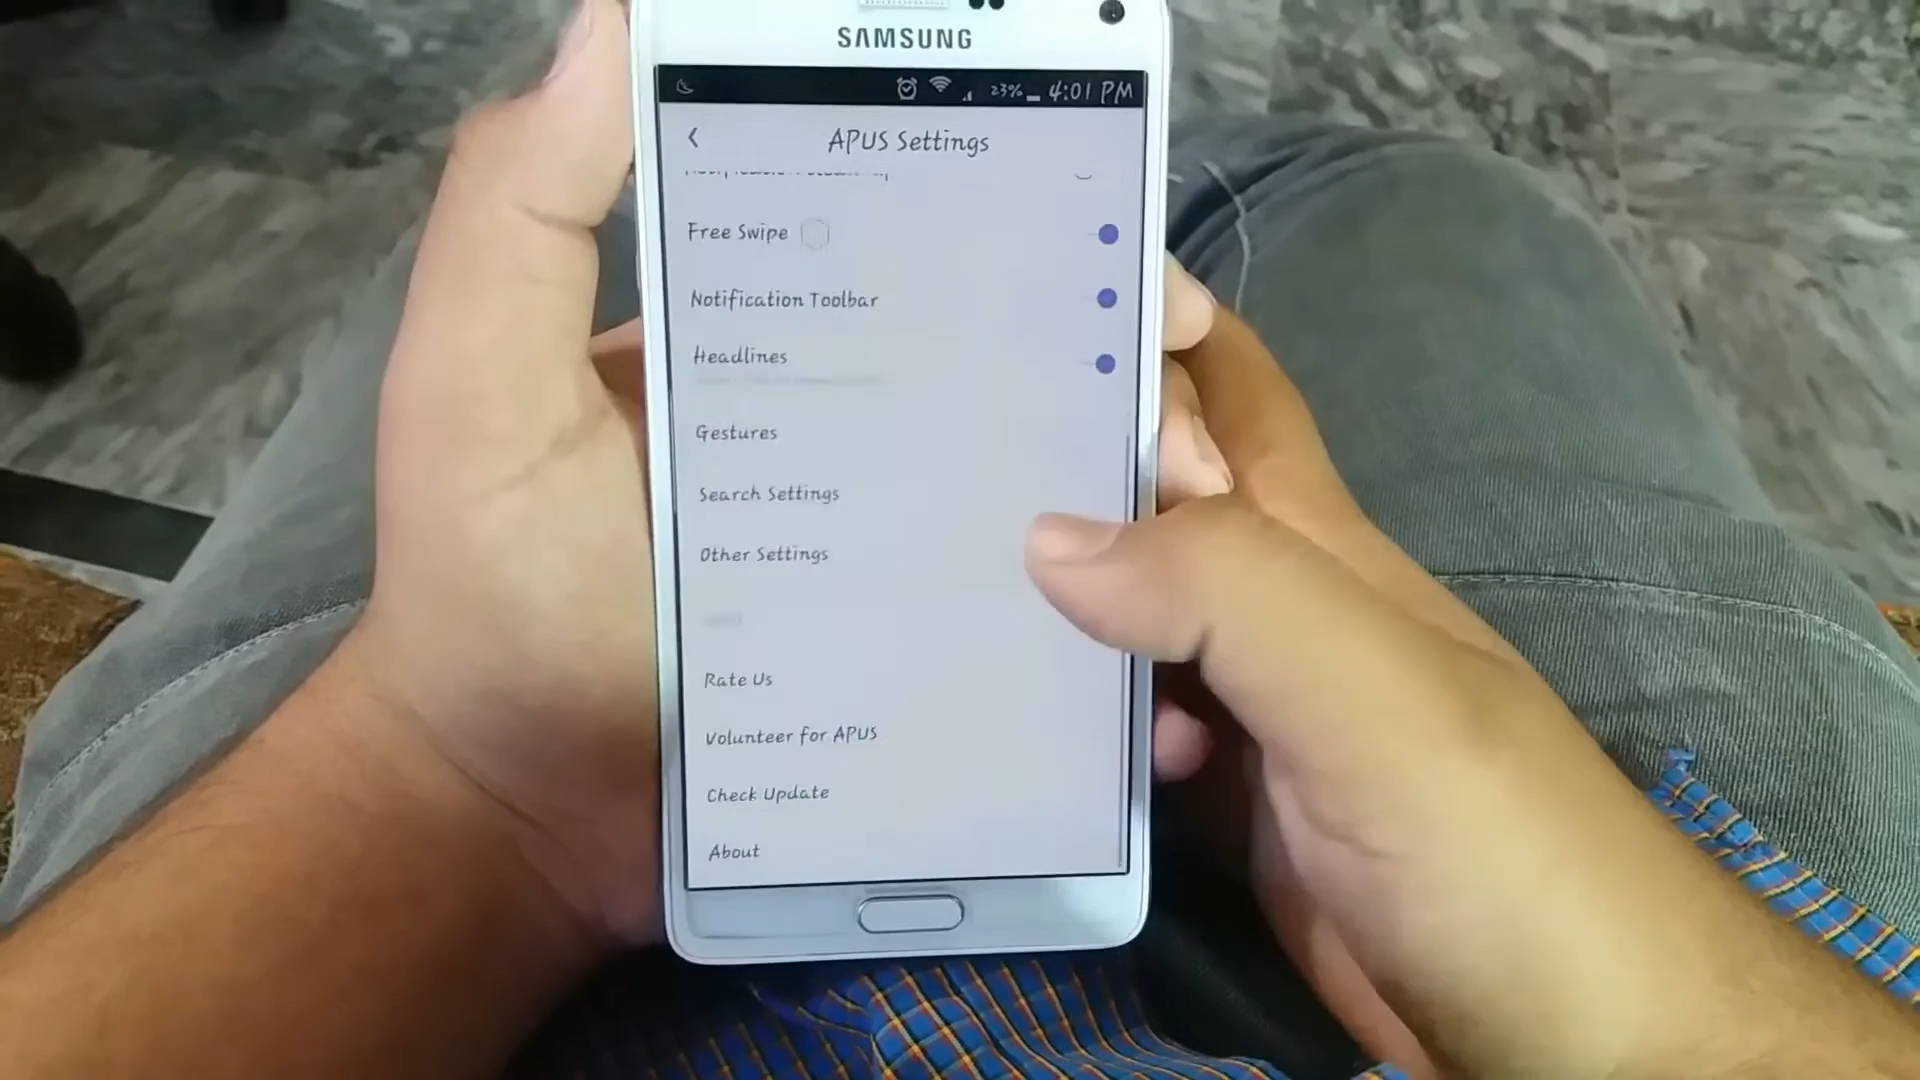 SAMSUNG
23% 4:01 PM
APUS Settings
Free Swipe
Notification Toolbar
Headlines
Gestures
Search Settings
Other Settings
Rate Us
Volunteer for APUS
Check Update
About